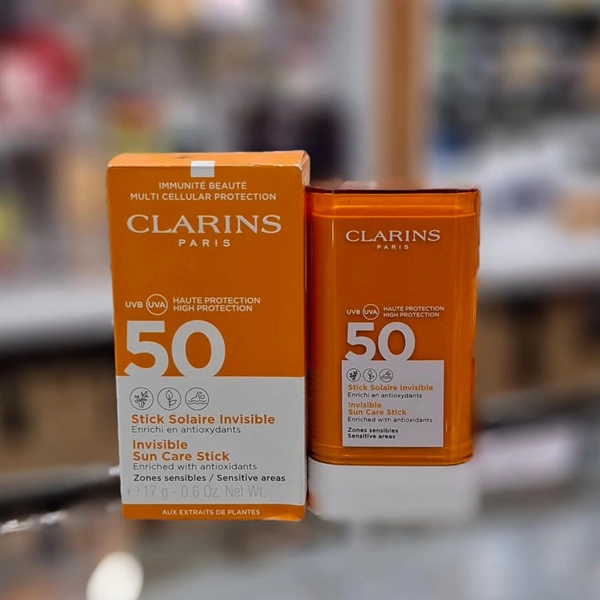 IMMUNITÉ BEAUTÉ
MULTI CELLULAR PROTECTION
CLARINS
PARIS
UVB UVA HAUTE PROTECTION
HIGH PROTECTION
50
Stick Solaire Invisible
Enrichi en antioxydants
Invisible
Sun Care Stick
Enriched with antioxidants
Zones sensibles / Sensitive areas
e 17 g - 0.6 Oz. Net Wt.
AUX EXTRAITS DE PLANTES
CLARINS
PARIS
UVB UVA HAUTE PROTECTION
HIGH PROTECTION
50
Stick Solaire Invisible
Enrichi en antioxydants
Invisible
Sun Care Stick
Enriched with antioxidants
Zones sensibles
Sensitive areas